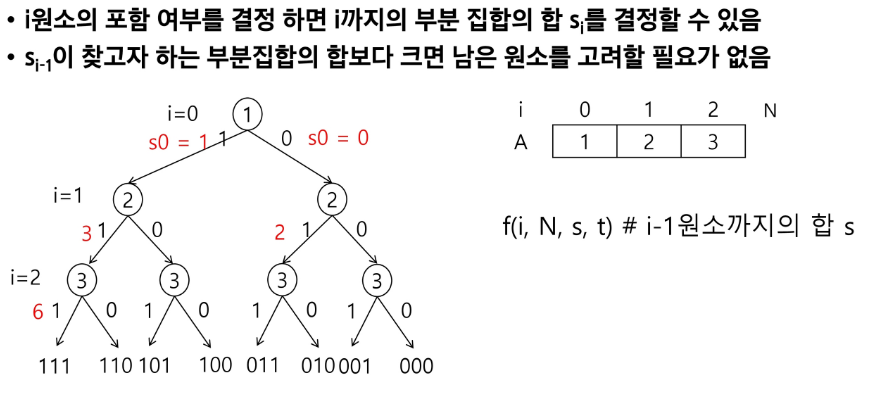 • i원소의 포함 여부를 결정 하면 i까지의 부분 집합의 합 si를 결정할 수 있음
• si-1이 찾고자 하는 부분집합의 합보다 크면 남은 원소를 고려할 필요가 없음
i=0 1
s0 = 1 1 0 s0 = 0
i=1 2 2
3 1 0 2 1 0
i=2 3 3 3 3
6 1 0 1 0 1 0 1 0
111 110 101 100 011 010 001 000
i 0 1 2 N
A 1 2 3
f(i, N, s, t) # i-1원소까지의 합 s